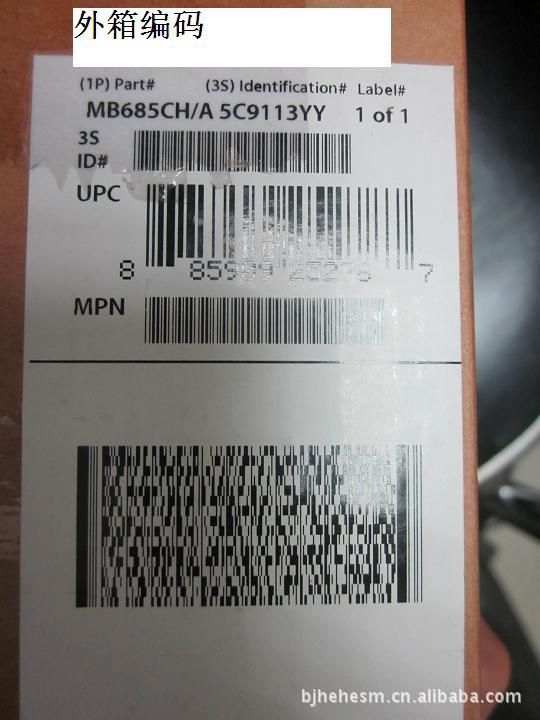 外箱编码
(1P) Part# (3S) Identification# Label#
MB685CH/A 5C9113YY 1 of 1
3S
ID#
UPC
8 7
MPN
bjhehesm.cn.alibaba.com